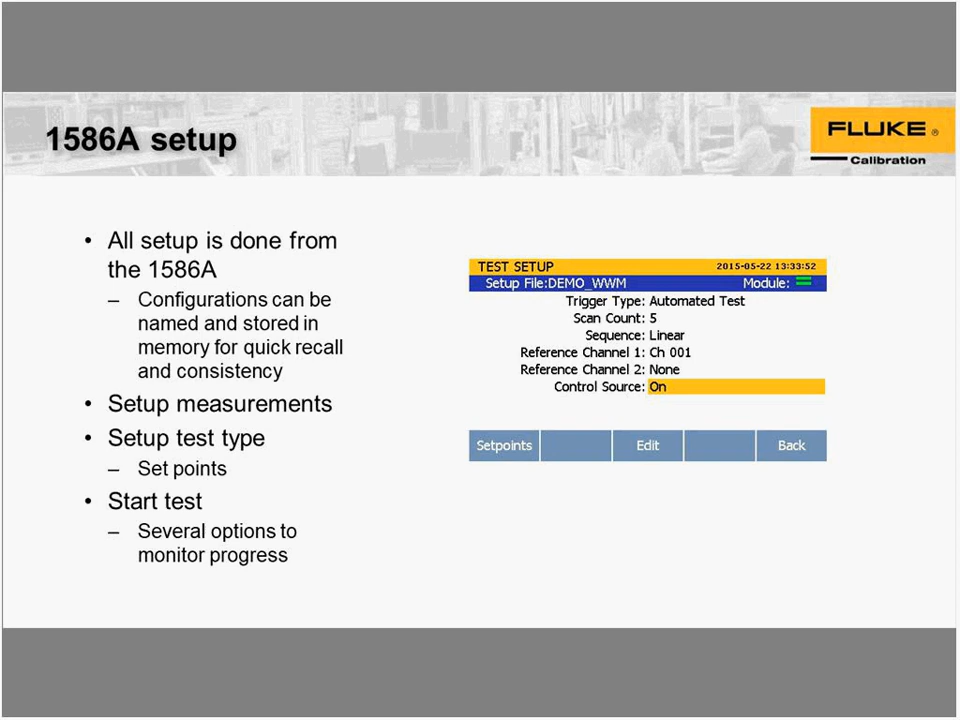 1586A setup
FLUKE ®
Calibration
• All setup is done from
the 1586A
– Configurations can be
named and stored in
memory for quick recall
and consistency
• Setup measurements
• Setup test type
– Set points
• Start test
– Several options to
monitor progress
TEST SETUP 2015-05-22 13:33:52
Setup File:DEMO_WWM Module:
Trigger Type: Automated Test
Scan Count: 5
Sequence: Linear
Reference Channel 1: Ch 001
Reference Channel 2: None
Control Source: On
Setpoints Edit Back